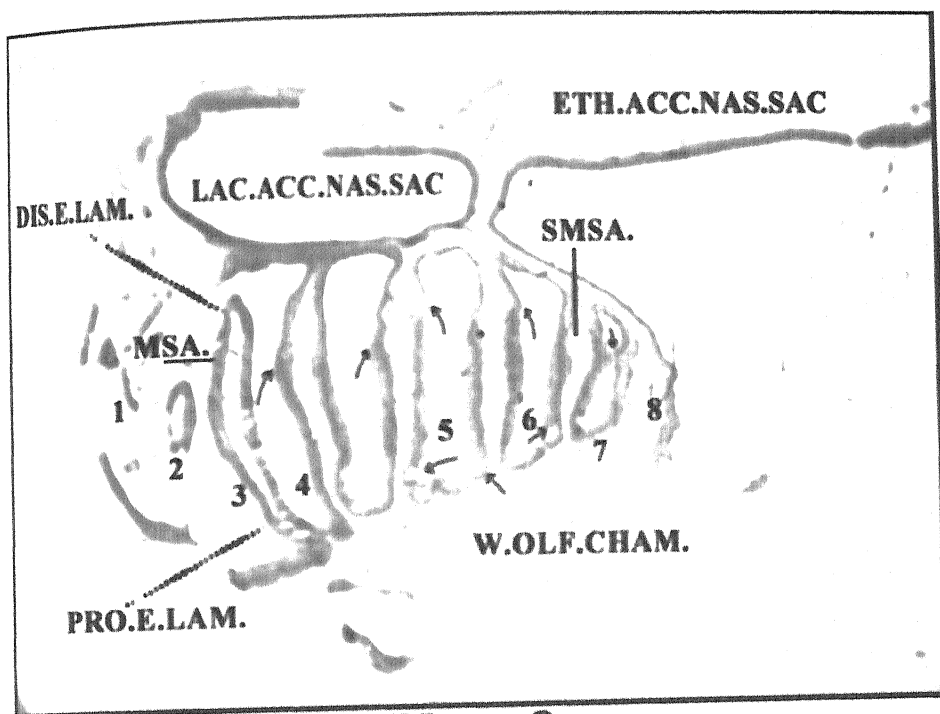 ETH.ACC.NAS.SAC
LAC.ACC.NAS.SAC
DIS.E.LAM.
SMSA.
MSA.
1
2
3
4
5
6
7
8
W.OLF.CHAM.
PRO.E.LAM.